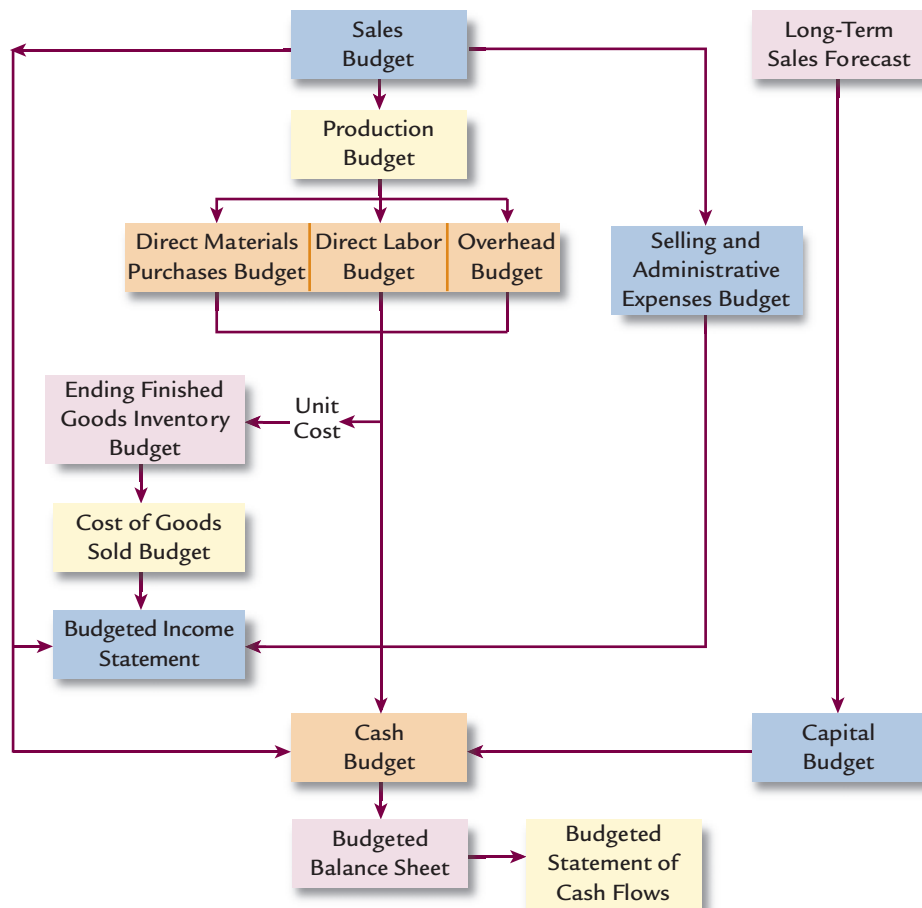 Sales
Budget
Long-Term
Sales Forecast
Production
Budget
Direct Materials
Purchases Budget
Direct Labor
Budget
Overhead
Budget
Selling and
Administrative
Expenses Budget
Ending Finished
Goods Inventory
Budget
Unit
Cost
Cost of Goods
Sold Budget
Budgeted Income
Statement
Cash
Budget
Capital
Budget
Budgeted
Balance Sheet
Budgeted
Statement of
Cash Flows